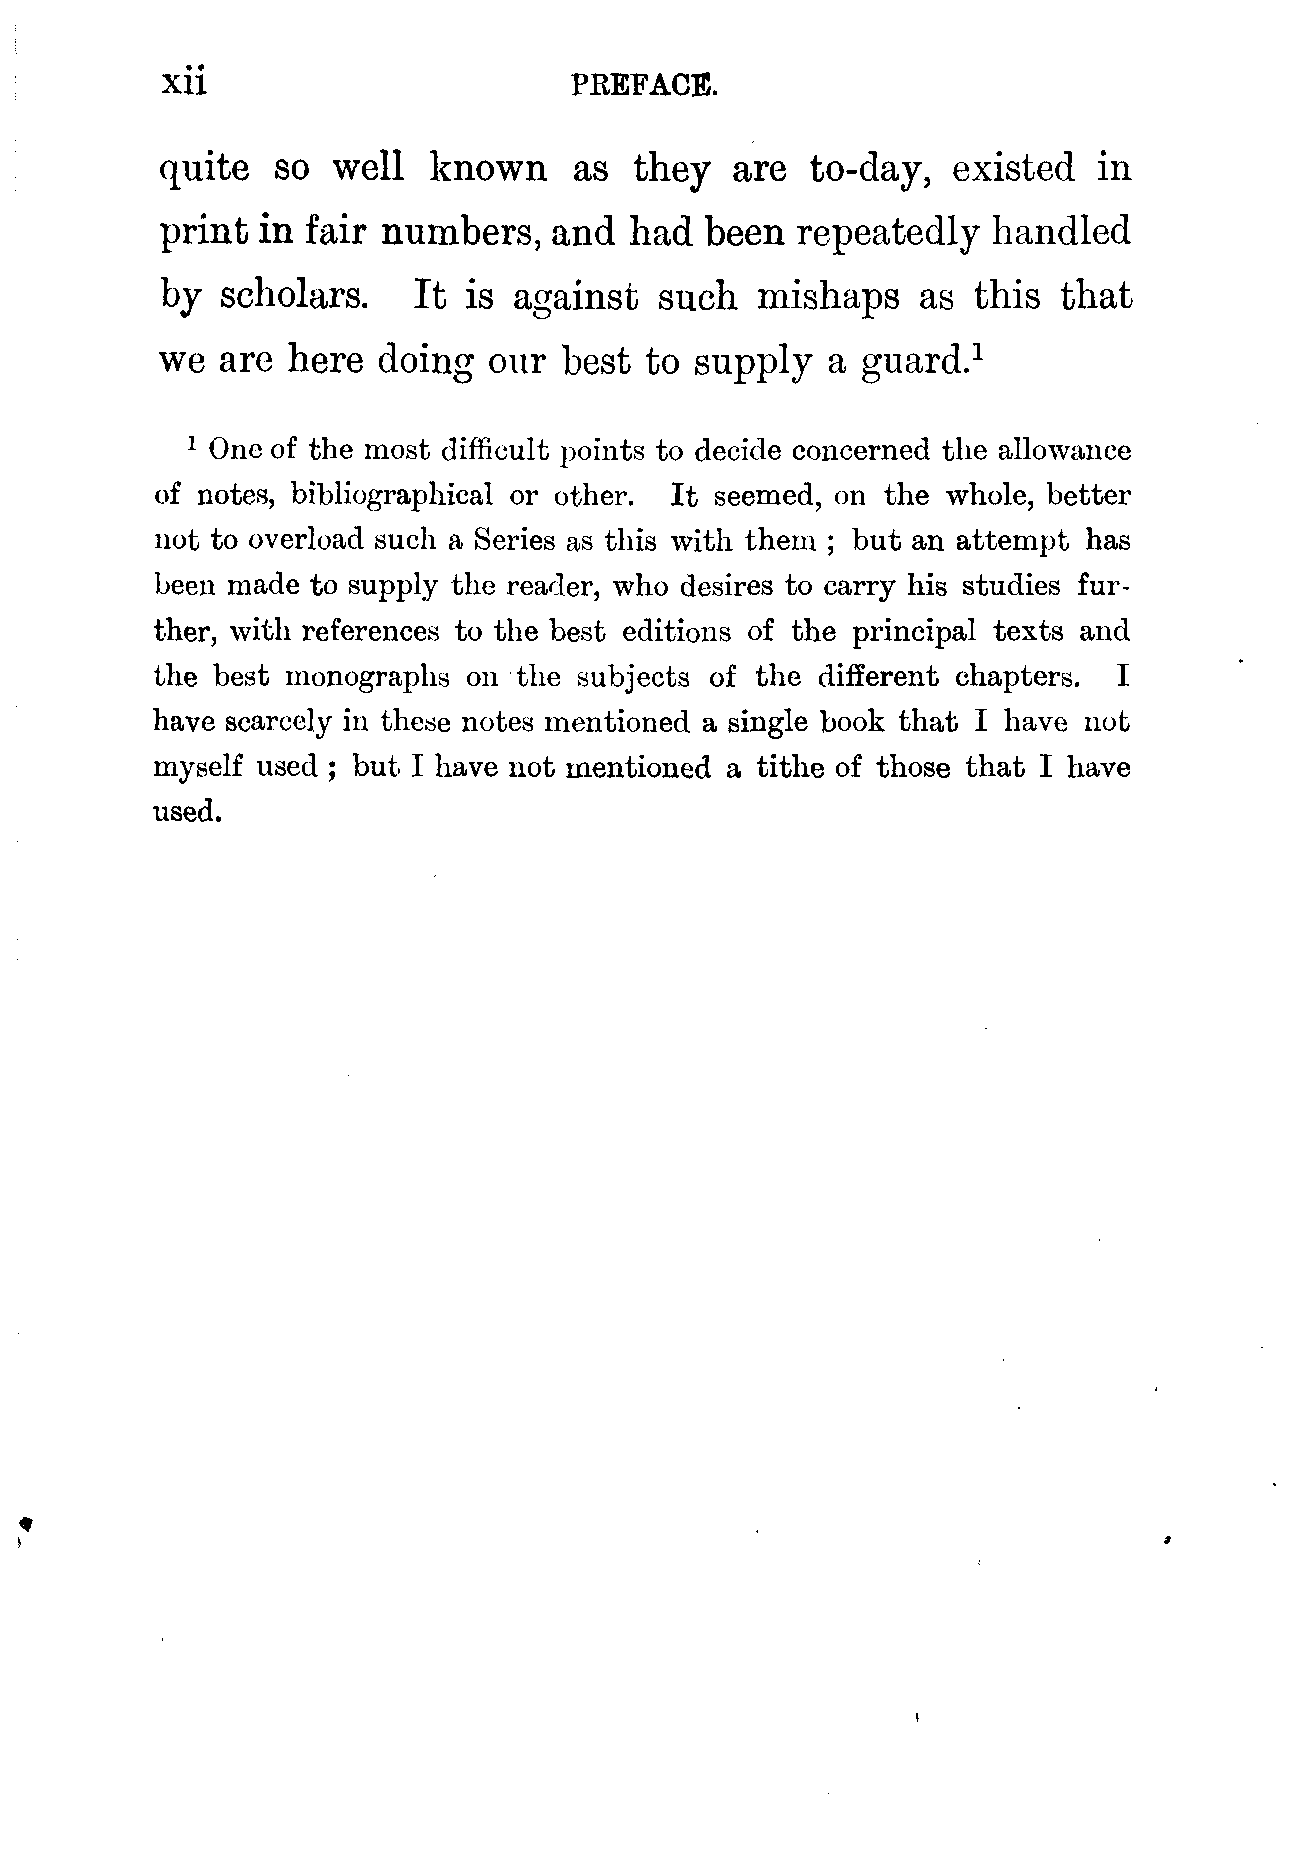 xii PREFACE.
quite so well known as they are to-day, existed in
print in fair numbers, and had been repeatedly handled
by scholars. It is against such mishaps as this that
we are here doing our best to supply a guard.¹
¹ One of the most difficult points to decide concerned the allowance
of notes, bibliographical or other. It seemed, on the whole, better
not to overload such a Series as this with them ; but an attempt has
been made to supply the reader, who desires to carry his studies fur-
ther, with references to the best editions of the principal texts and
the best monographs on the subjects of the different chapters. I
have scarcely in these notes mentioned a single book that I have not
myself used ; but I have not mentioned a tithe of those that I have
used.